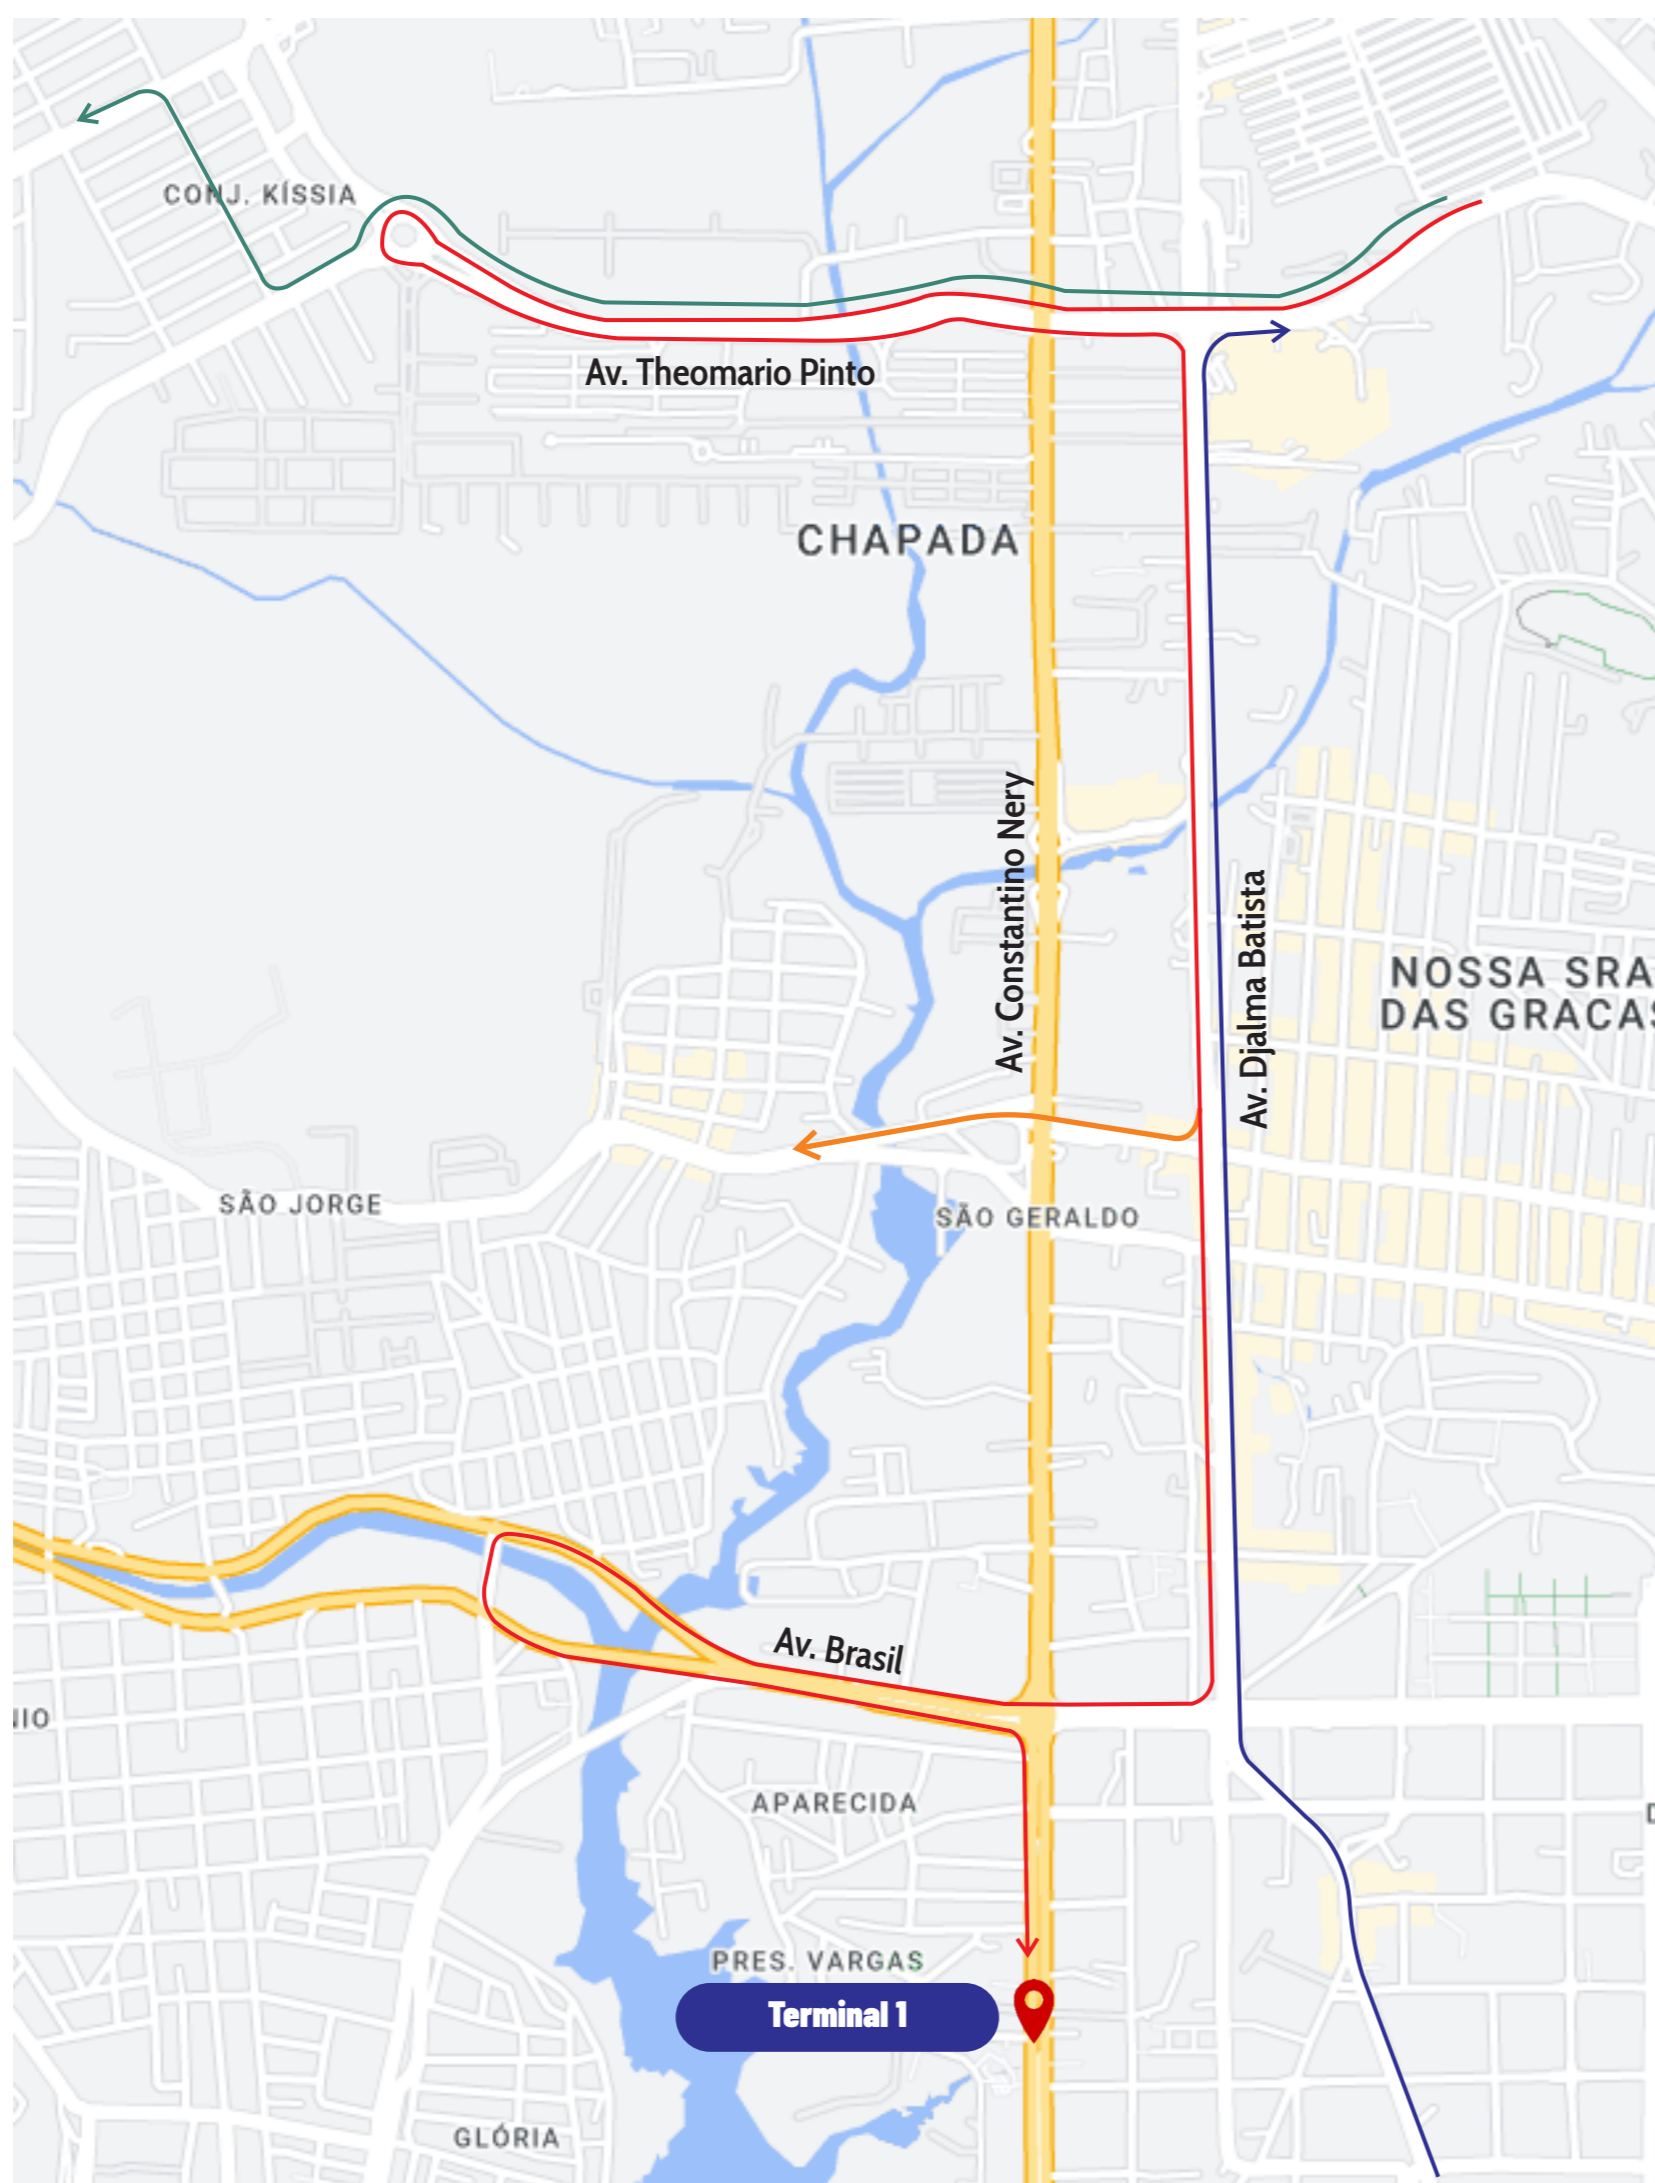 CONJ. KÍSSIA
Av. Theomario Pinto
CHAPADA
Av. Constantino Nery
Av. Djalma Batista
NOSSA SRA
DAS GRACAS
SÃO JORGE
SÃO GERALDO
Av. Brasil
NIO
APARECIDA
PRES. VARGAS
Terminal 1
GLÓRIA